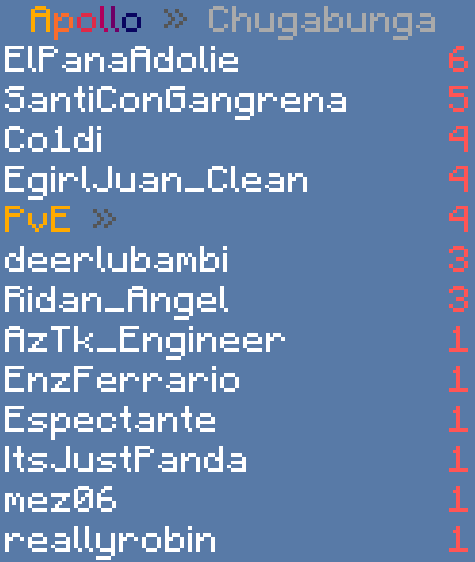 Apollo » Chugabunga
ElPanaAdolie 6
SantiConGangrena 5
Co1di 4
EgirlJuan_Clean 4
PvE » 4
deerlubambi 3
Ridan_Angel 3
AzTk_Engineer 1
EnzFerrario 1
Espectante 1
ItsJustPanda 1
mez06 1
reallyrobin 1